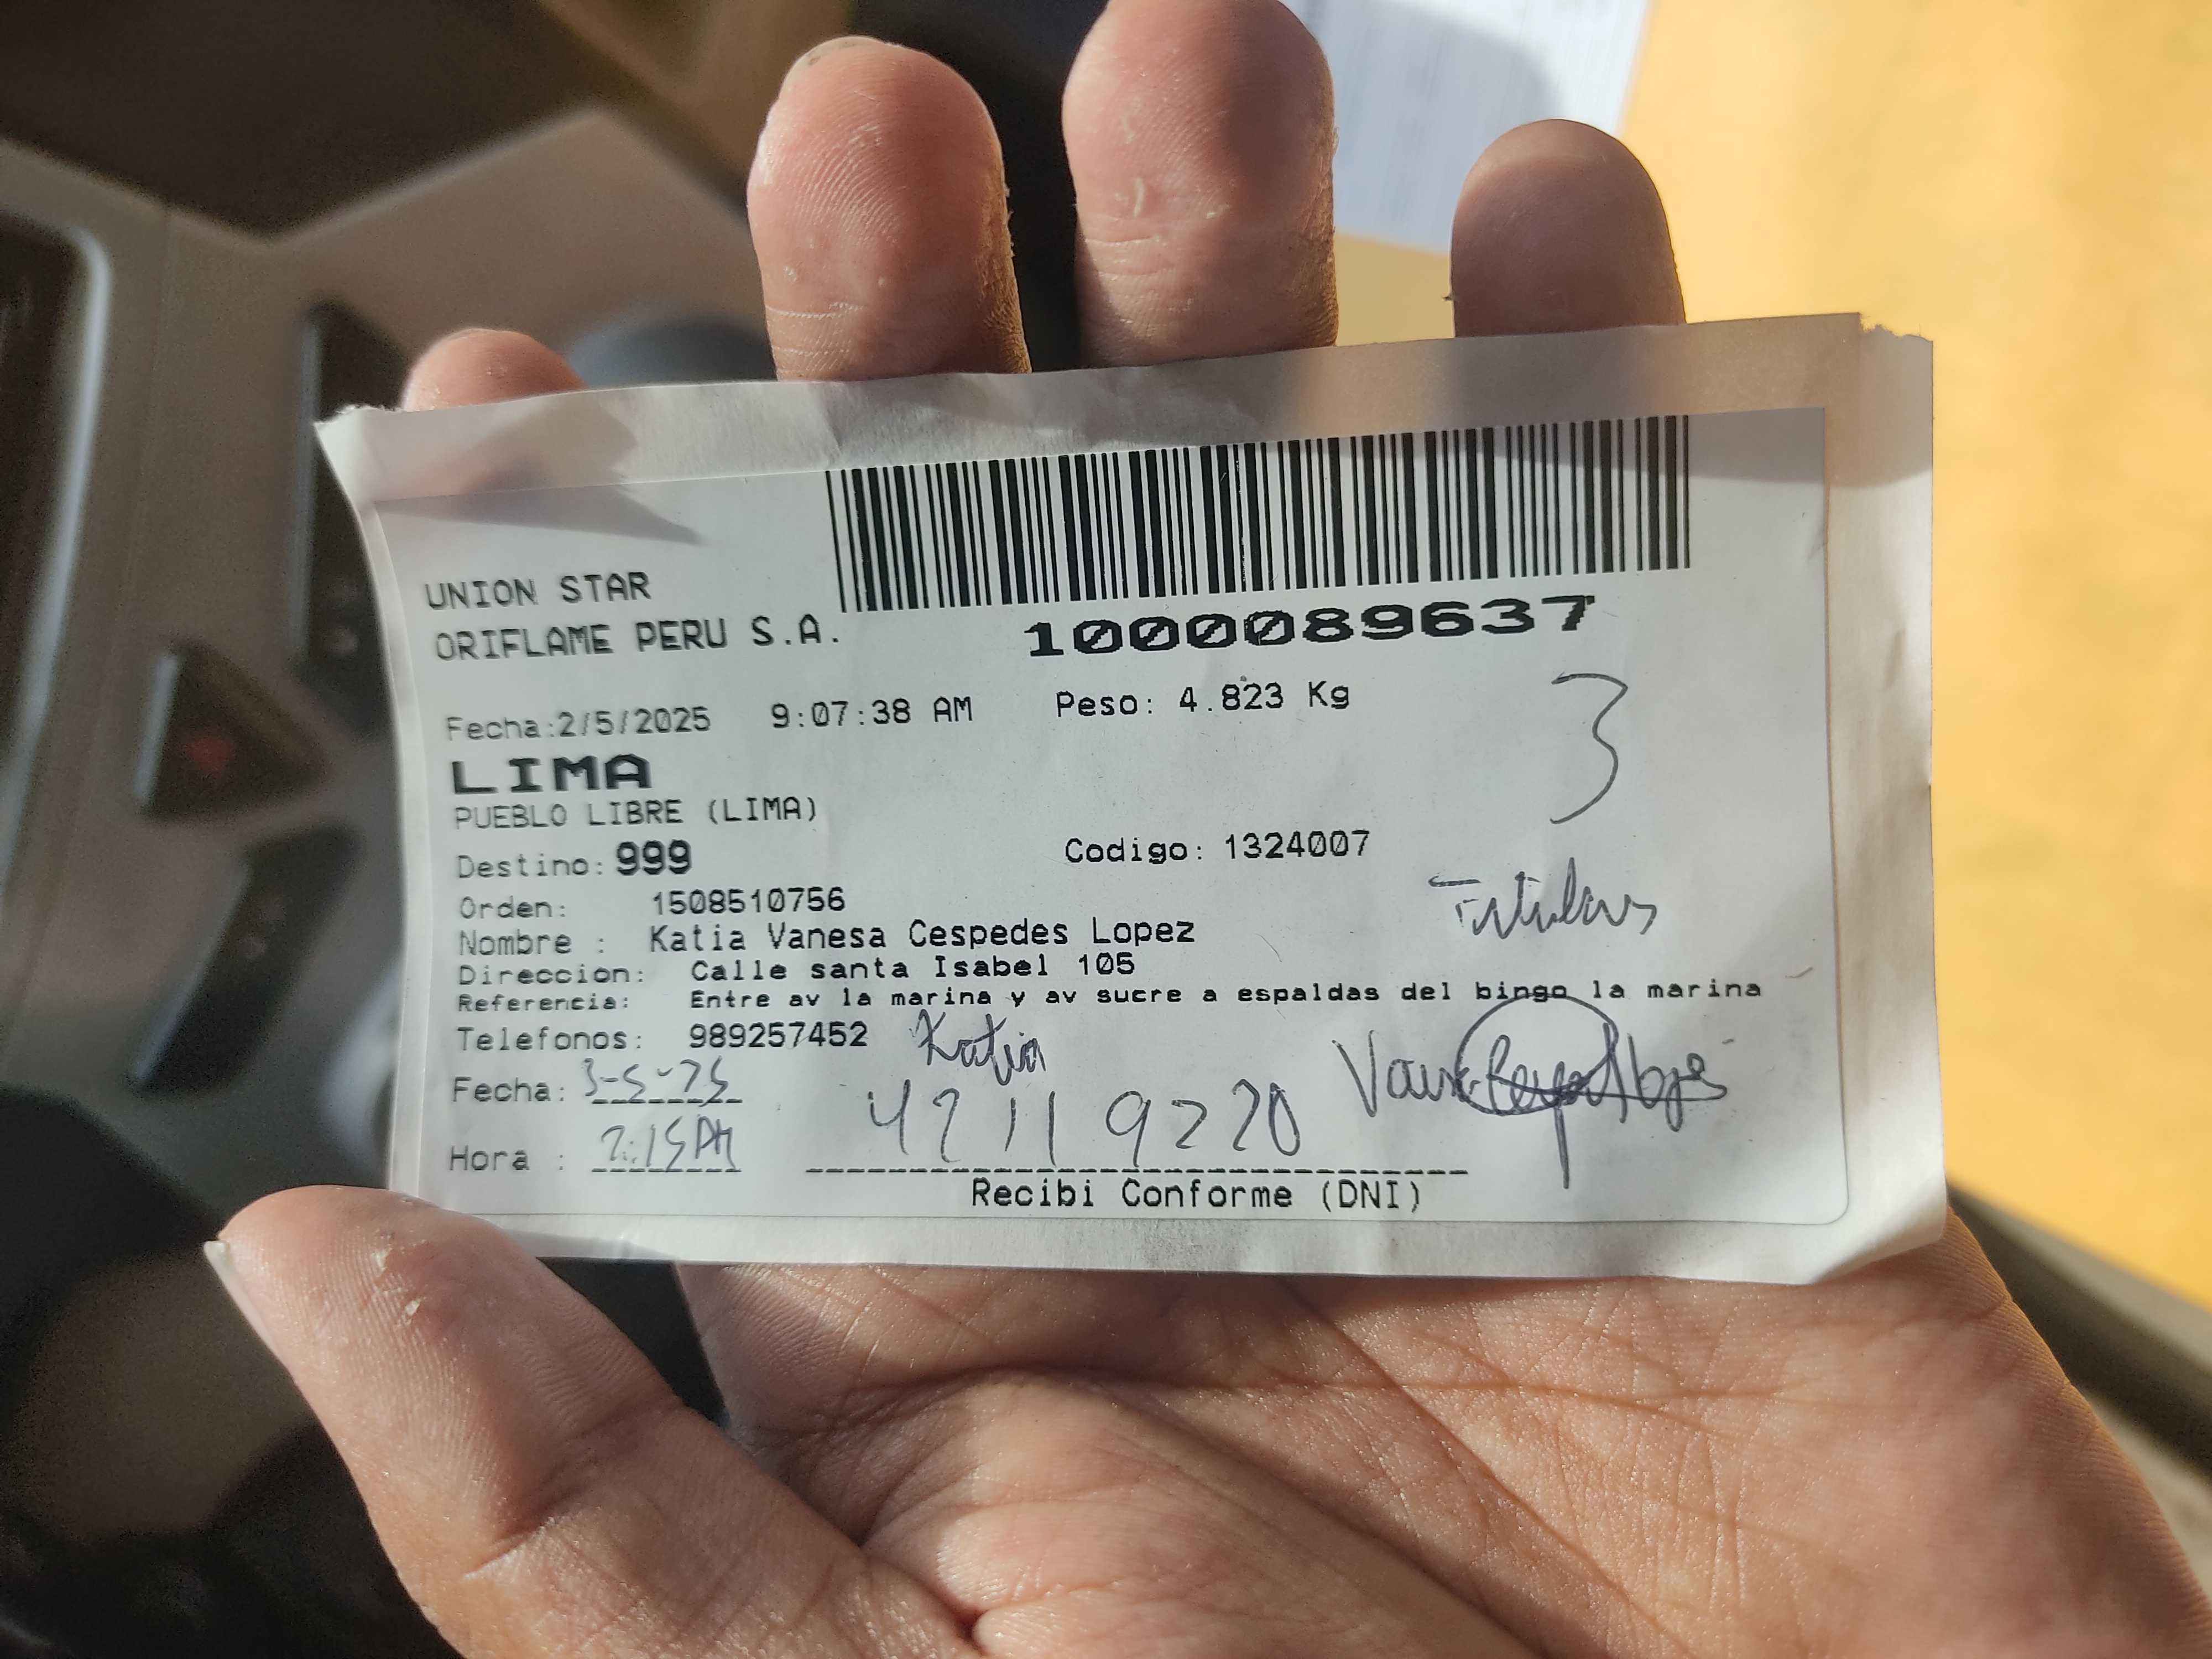 UNION STAR
ORIFLAME PERU S.A.
1000089637
Fecha:2/5/2025 9:07:38 AM Peso: 4.823 Kg
3
LIMA
PUEBLO LIBRE (LIMA)
Destino: 999 Codigo: 1324007
Orden: 1508510756
Nombre : Katia Vanesa Cespedes Lopez
Direccion: Calle santa Isabel 105
Referencia: Entre av la marina y av sucre a espaldas del bingo la marina
Telefonos: 989257452 Katia
Fecha: 3-5-25
Hora : 2:15PM 42119220
Recibi Conforme (DNI)